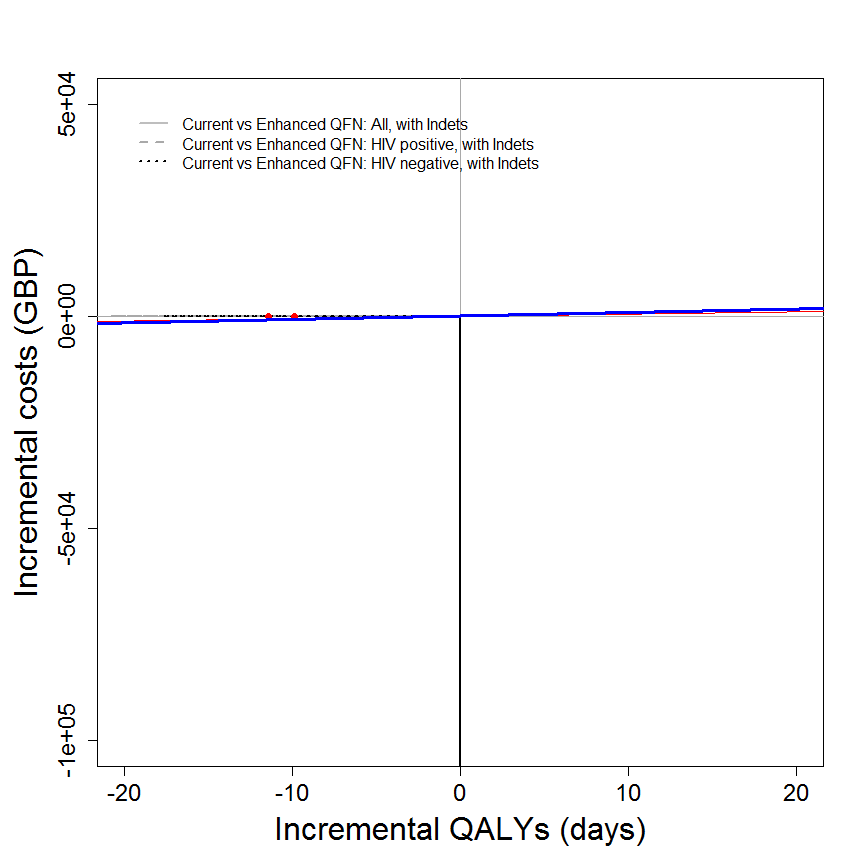 Current vs Enhanced QFN: All, with Indets
Current vs Enhanced QFN: HIV positive, with Indets
Current vs Enhanced QFN: HIV negative, with Indets
Incremental costs (GBP)
5e+04
0e+00
-5e+04
-1e+05
-20
-10
0
10
20
Incremental QALYs (days)